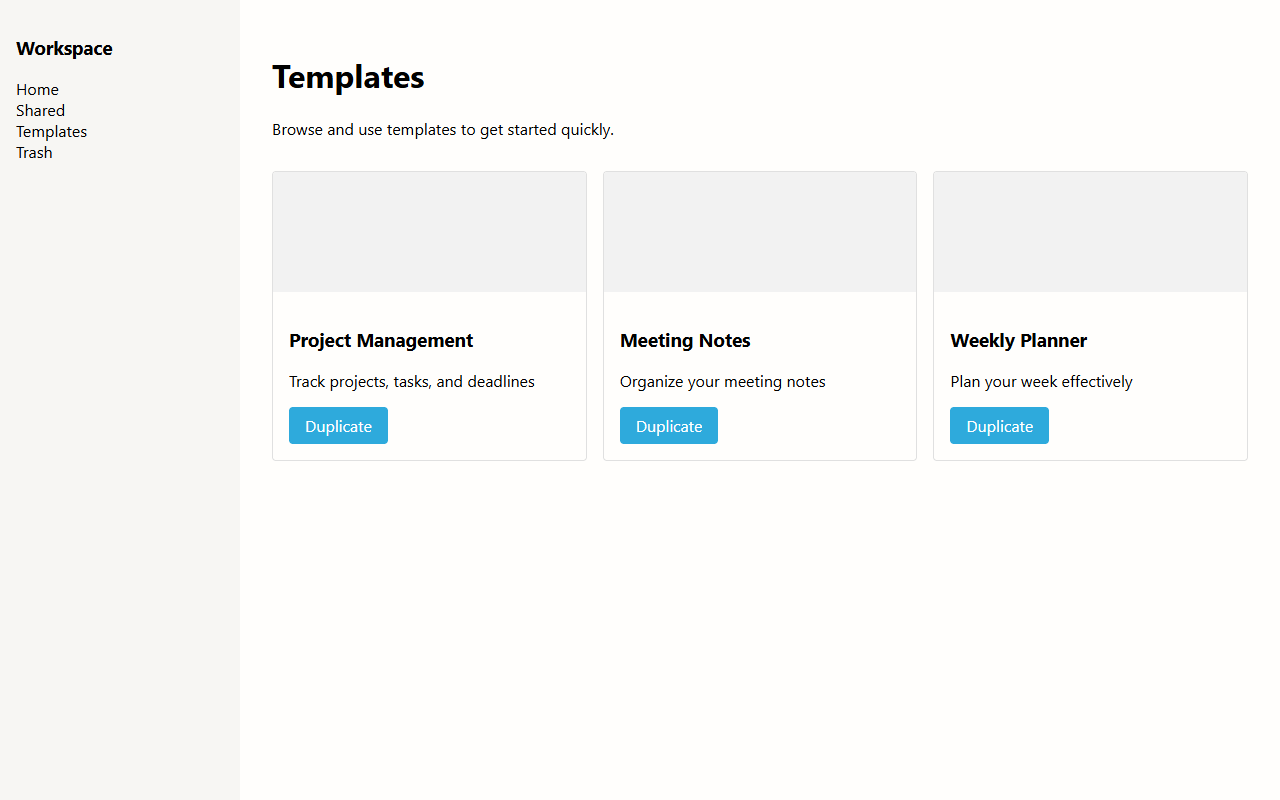 Workspace
Home
Shared
Templates
Trash
Templates
Browse and use templates to get started quickly.
Project Management
Track projects, tasks, and deadlines
Duplicate
Meeting Notes
Organize your meeting notes
Duplicate
Weekly Planner
Plan your week effectively
Duplicate